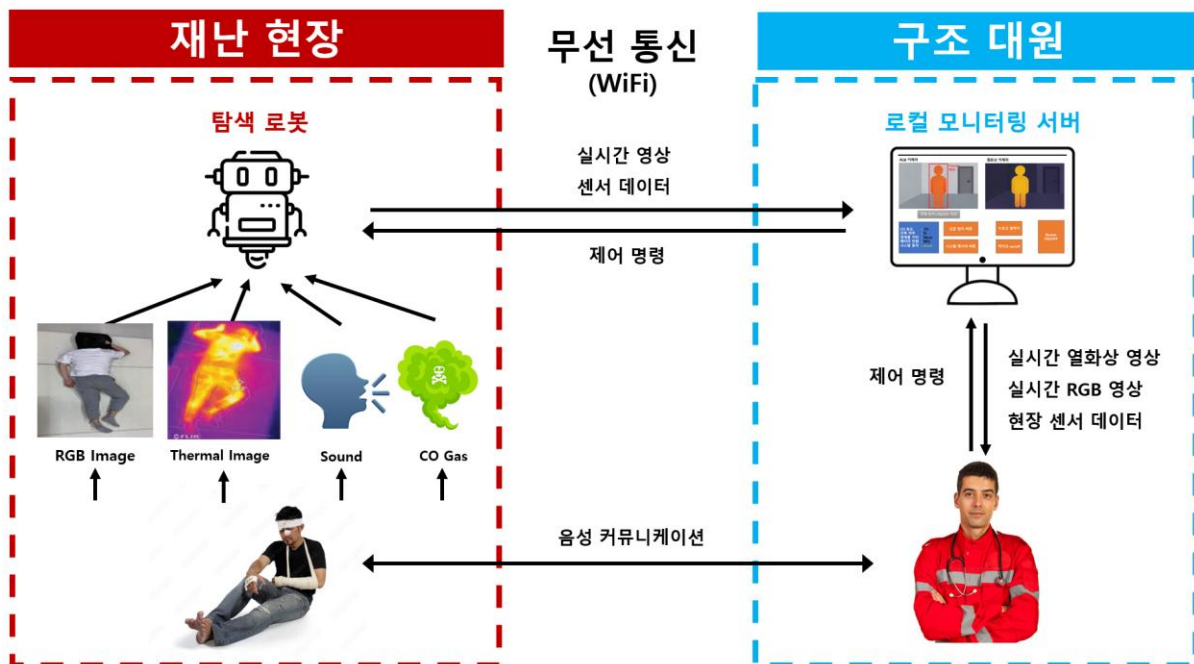 재난 현장
무선 통신
(WiFi)
구조 대원
탐색 로봇
로컬 모니터링 서버
실시간 영상
센서 데이터
제어 명령
RGB Image
Thermal Image
Sound
CO Gas
제어 명령
실시간 열화상 영상
실시간 RGB 영상
현장 센서 데이터
음성 커뮤니케이션